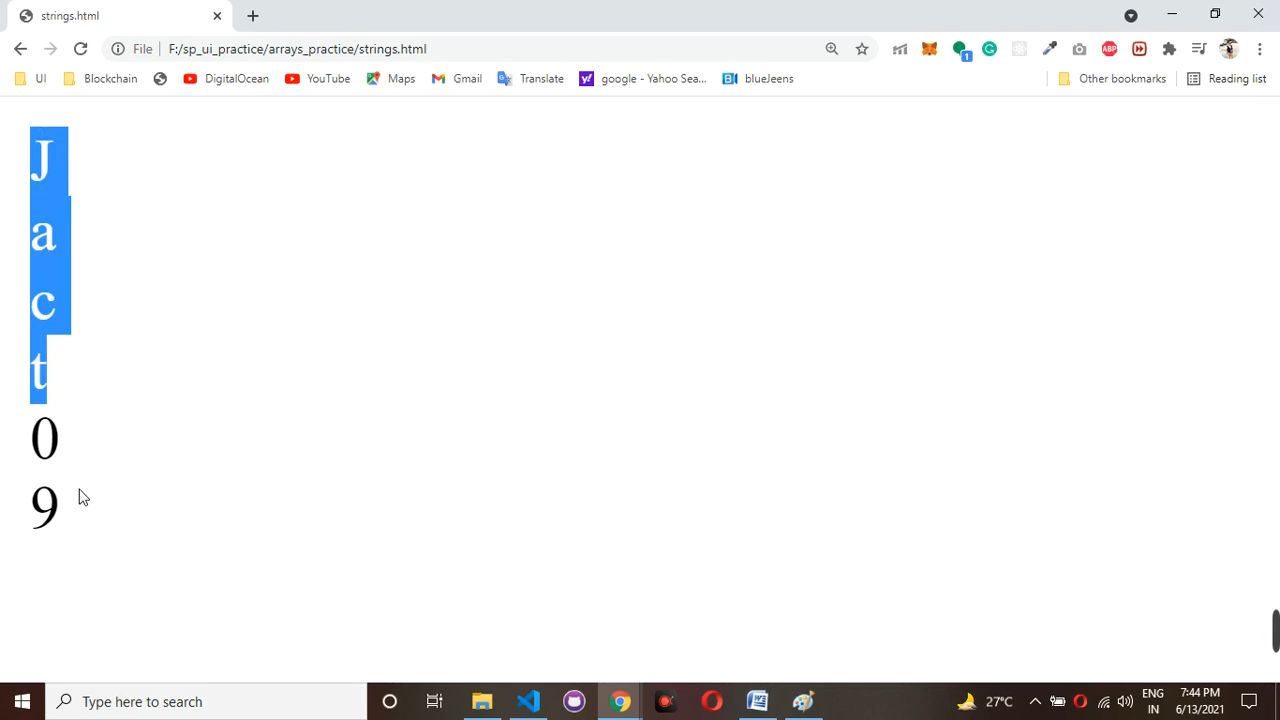 strings.html
File F:/sp_ui_practice/arrays_practice/strings.html
UI Blockchain DigitalOcean YouTube Maps Gmail Translate google - Yahoo Sea... blueJeens Other bookmarks Reading list
J
a
c
t
0
9
Type here to search
27°C
ENG 7:44 PM
IN 6/13/2021